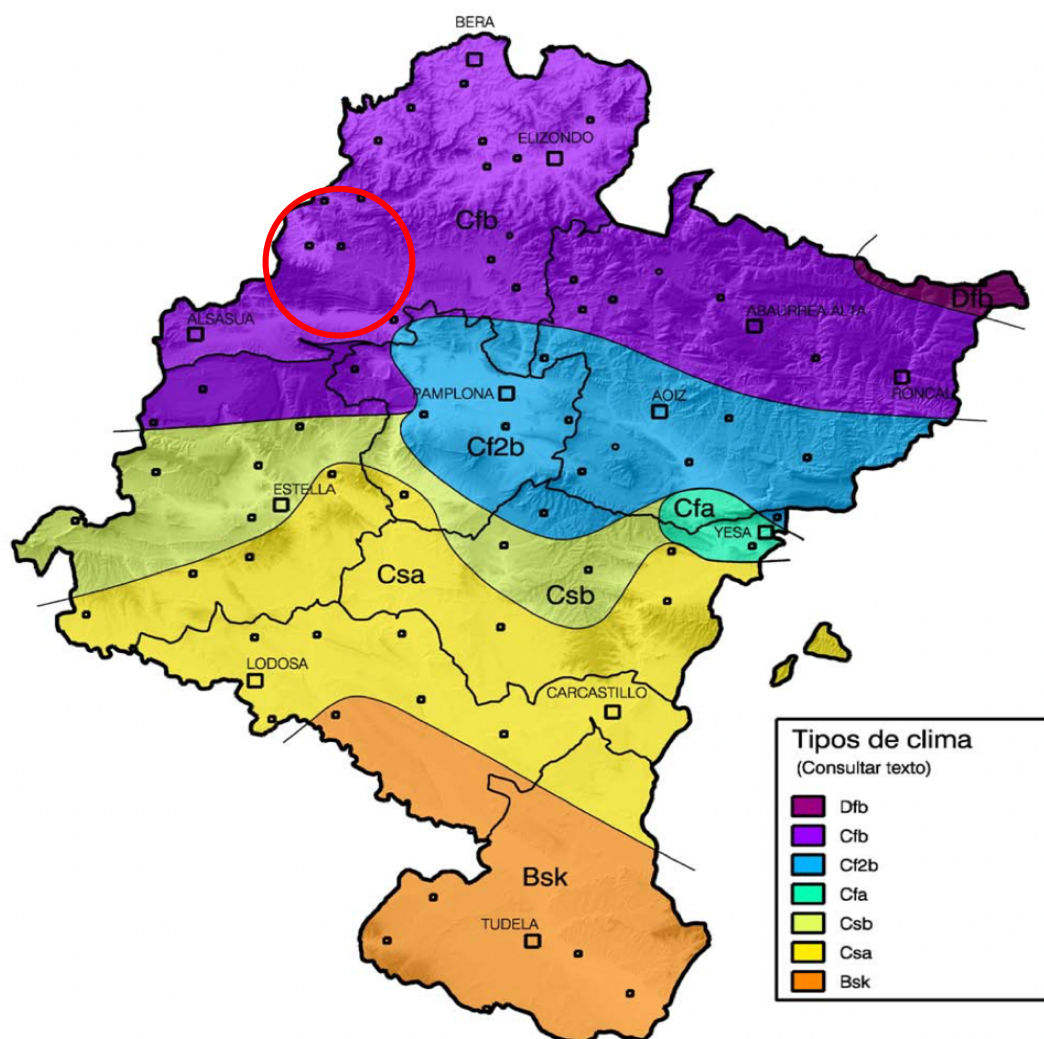 BERA
ELIZONDO
Cfb
Dfb
ALSASUA
ABAURREA ALTA
PAMPLONA
AOIZ
RONCAL
Cf2b
ESTELLA
Cfa
YESA
Csa
Csb
LODOSA
CARCASTILLO
Bsk
TUDELA
Tipos de clima
(Consultar texto)
Dfb
Cfb
Cf2b
Cfa
Csb
Csa
Bsk